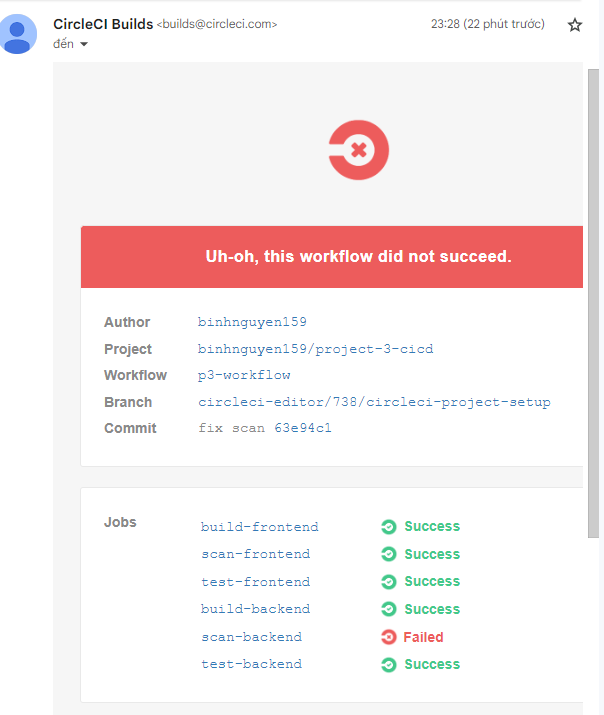 CircleCI Builds <builds@circleci.com> 23:28 (22 phút trước)
đến
Uh-oh, this workflow did not succeed.
Author binhnguyen159
Project binhnguyen159/project-3-cicd
Workflow p3-workflow
Branch circleci-editor/738/circleci-project-setup
Commit fix scan 63e94c1
Jobs
build-frontend Success
scan-frontend Success
test-frontend Success
build-backend Success
scan-backend Failed
test-backend Success